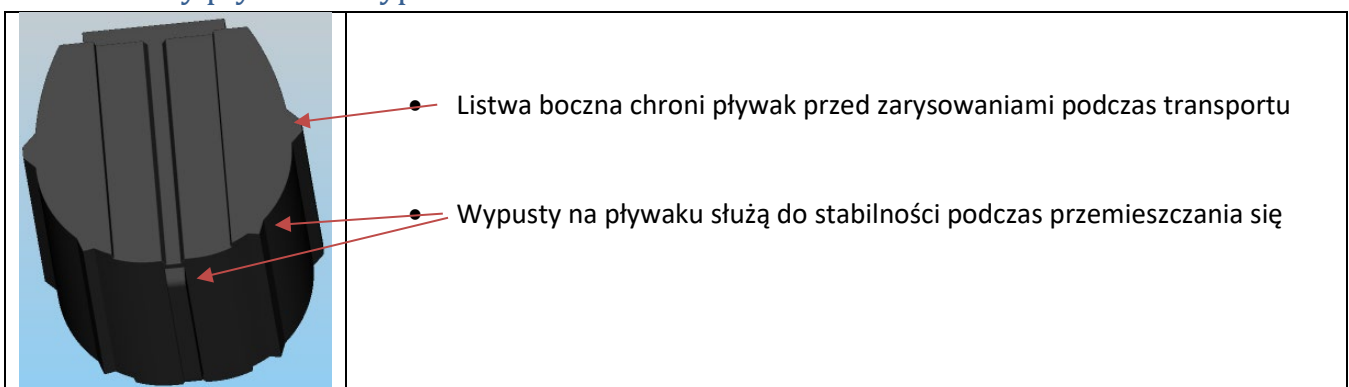 • Listwa boczna chroni pływak przed zarysowaniami podczas transportu
• Wypusty na pływaku służą do stabilności podczas przemieszczania się